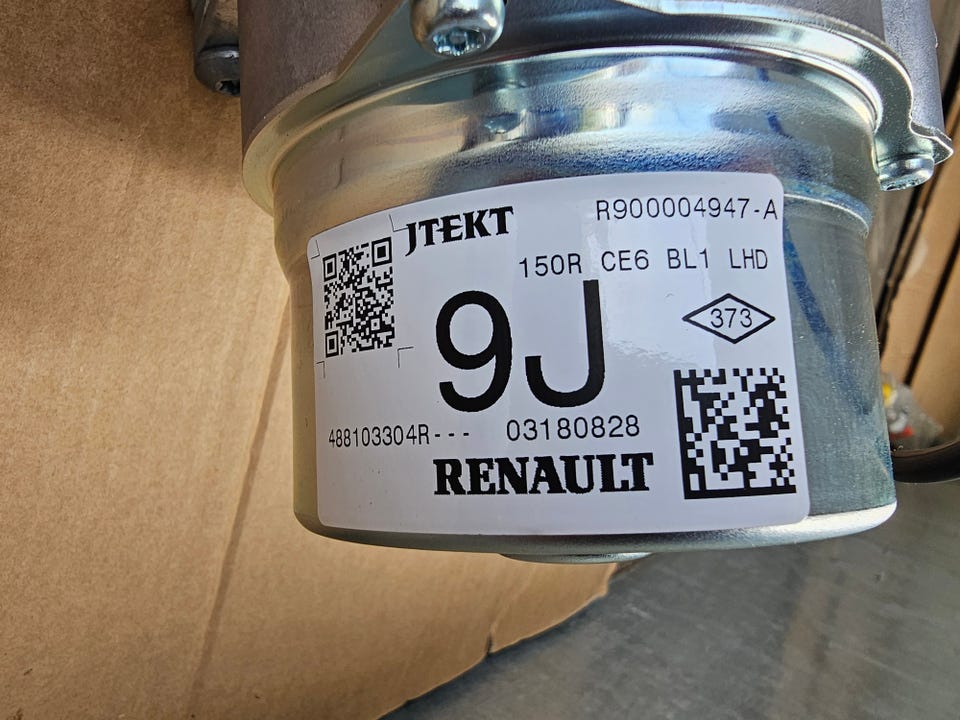 JTEKT R900004947-A
150R CE6 BL1 LHD
9J
373
488103304R--- 03180828
RENAULT